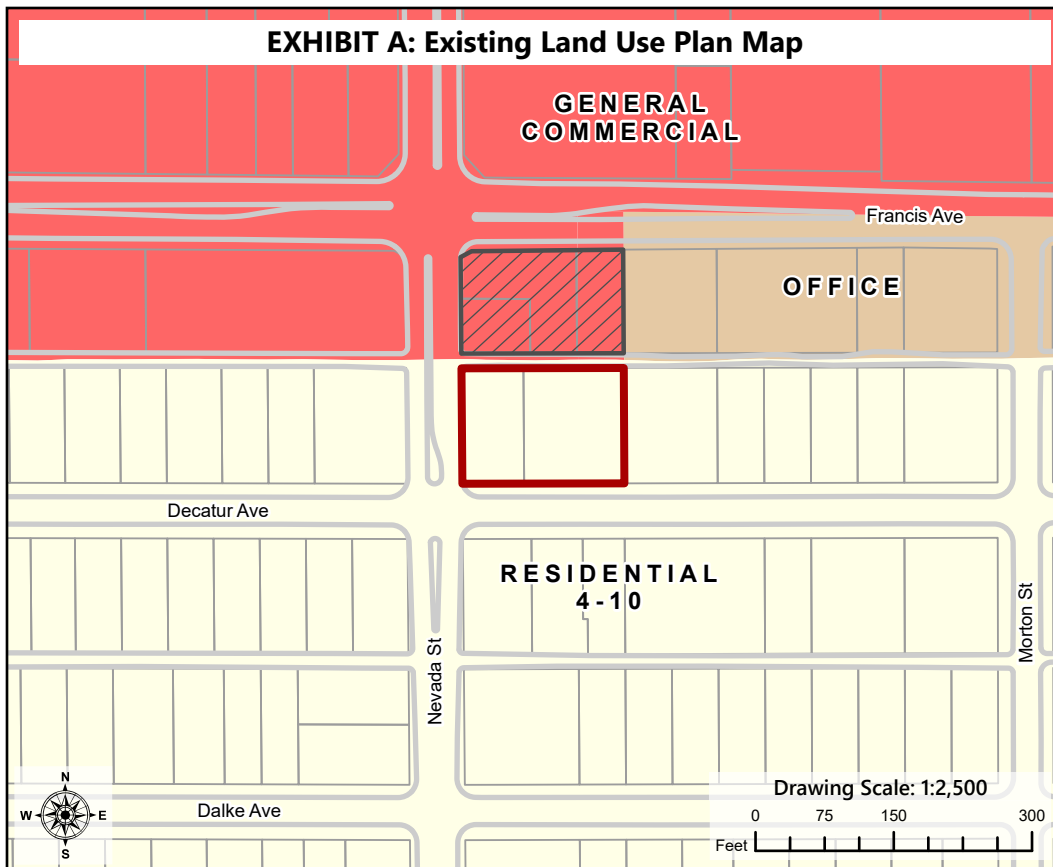 EXHIBIT A: Existing Land Use Plan Map
GENERAL
COMMERCIAL
Francis Ave
OFFICE
Decatur Ave
RESIDENTIAL
4-10
Nevada St
Morton St
N
W
E
S
Dalke Ave
Drawing Scale: 1:2,500
0 75 150 300
Feet